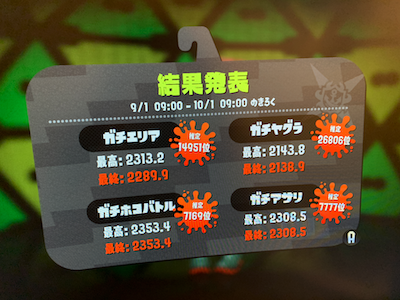 結果発表
9/1 09:00 - 10/1 09:00 のきろく
ガチエリア
推定
14951位
最高: 2313.2
最終: 2289.9
ガチヤグラ
推定
26806位
最高: 2143.8
最終: 2138.9
ガチホコバトル
推定
7169位
最高: 2353.4
最終: 2353.4
ガチアサリ
推定
7777位
最高: 2308.5
最終: 2308.5
A